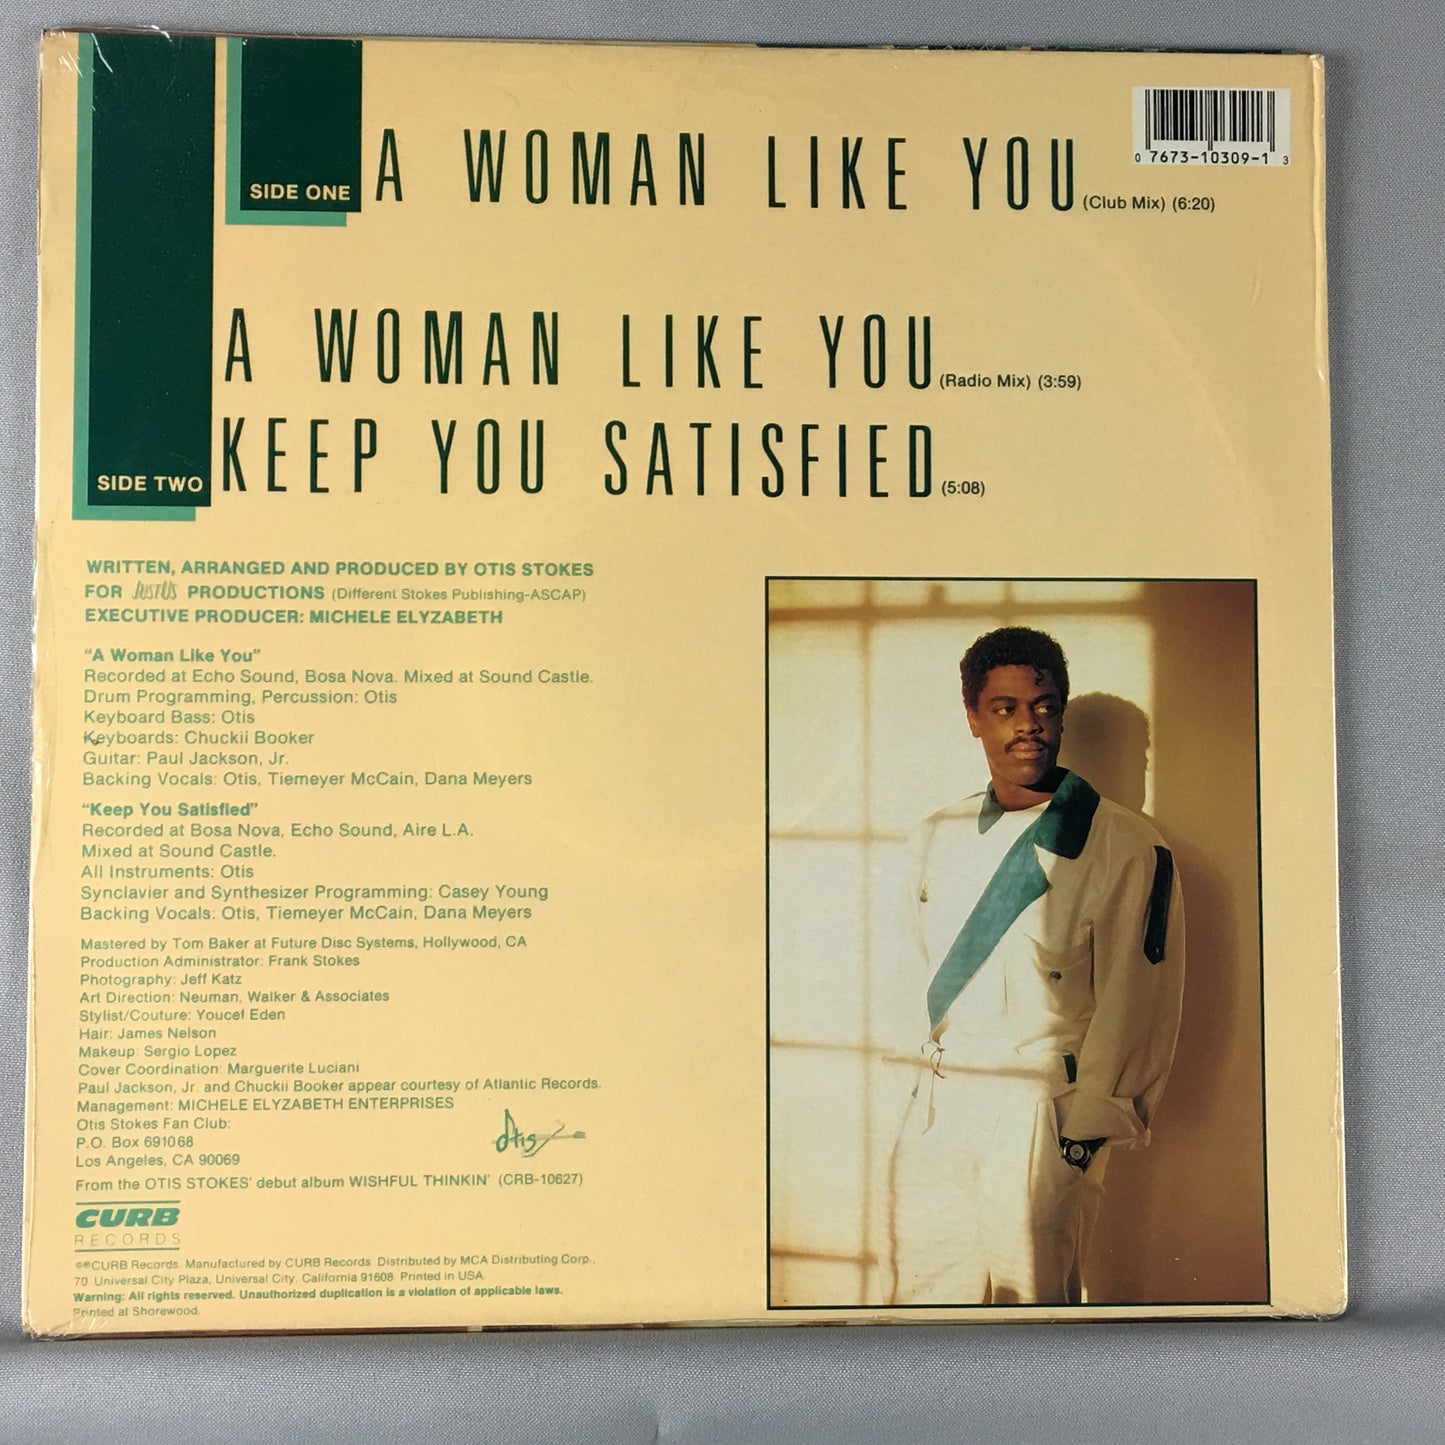 SIDE ONE A WOMAN LIKE YOU (Club Mix) (6:20)
0 7673-10309-1 3
A WOMAN LIKE YOU (Radio Mix) (3:59)
SIDE TWO KEEP YOU SATISFIED (5:08)
WRITTEN, ARRANGED AND PRODUCED BY OTIS STOKES
FOR JUSTUS PRODUCTIONS (Different Stokes Publishing-ASCAP)
EXECUTIVE PRODUCER: MICHELE ELYZABETH
"A Woman Like You"
Recorded at Echo Sound, Bosa Nova. Mixed at Sound Castle.
Drum Programming, Percussion: Otis
Keyboard Bass: Otis
Keyboards: Chuckii Booker
Guitar: Paul Jackson, Jr.
Backing Vocals: Otis, Tiemeyer McCain, Dana Meyers
"Keep You Satisfied"
Recorded at Bosa Nova, Echo Sound, Aire L.A.
Mixed at Sound Castle.
All Instruments: Otis
Synclavier and Synthesizer Programming: Casey Young
Backing Vocals: Otis, Tiemeyer McCain, Dana Meyers
Mastered by Tom Baker at Future Disc Systems, Hollywood, CA
Production Administrator: Frank Stokes
Photography: Jeff Katz
Art Direction: Neuman, Walker & Associates
Stylist/Couture: Youcef Eden
Hair: James Nelson
Makeup: Sergio Lopez
Cover Coordination: Marguerite Luciani
Paul Jackson, Jr. and Chuckii Booker appear courtesy of Atlantic Records.
Management: MICHELE ELYZABETH ENTERPRISES
Otis Stokes Fan Club:
P.O. Box 691068
Los Angeles, CA 90069
Otis
From the OTIS STOKES' debut album WISHFUL THINKIN' (CRB-10627)
CURB
RECORDS
©℗CURB Records. Manufactured by CURB Records. Distributed by MCA Distributing Corp.,
70 Universal City Plaza, Universal City, California 91608. Printed in USA.
Warning: All rights reserved. Unauthorized duplication is a violation of applicable laws.
Printed at Shorewood.